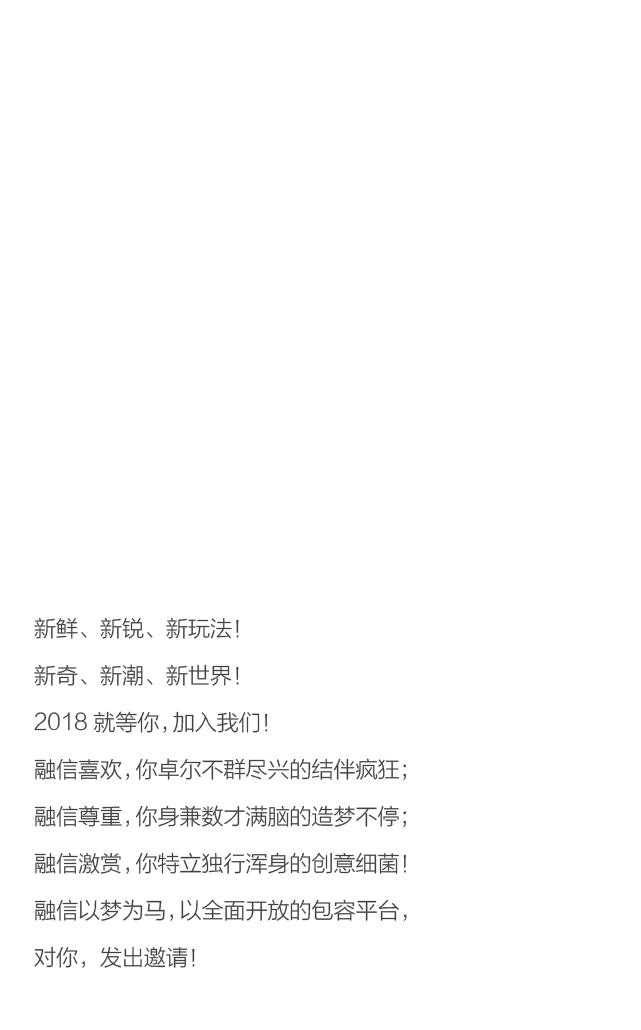 新鲜、新锐、新玩法！
新奇、新潮、新世界！
2018 就等你，加入我们！
融信喜欢，你卓尔不群尽兴的结伴疯狂；
融信尊重，你身兼数才满脑的造梦不停；
融信激赏，你特立独行浑身的创意细菌！
融信以梦为马，以全面开放的包容平台，
对你，发出邀请！